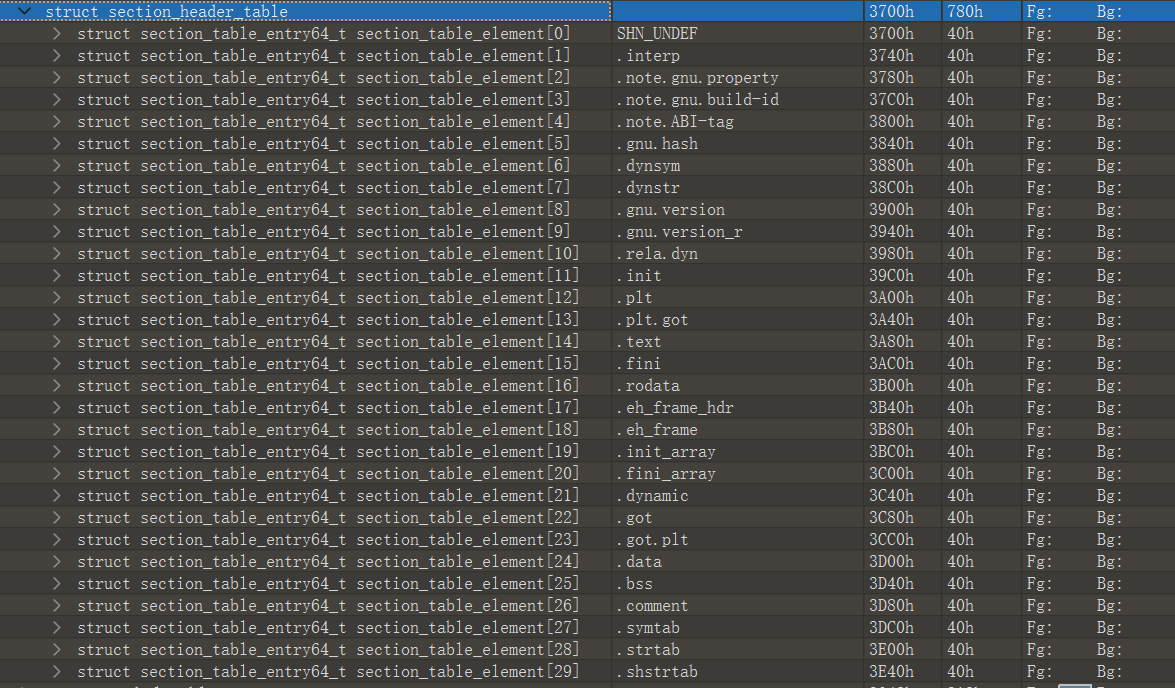 struct section_header_table 3700h 780h Fg: Bg:
struct section_table_entry64_t section_table_element[0] SHN_UNDEF 3700h 40h Fg: Bg:
struct section_table_entry64_t section_table_element[1] .interp 3740h 40h Fg: Bg:
struct section_table_entry64_t section_table_element[2] .note.gnu.property 3780h 40h Fg: Bg:
struct section_table_entry64_t section_table_element[3] .note.gnu.build-id 37C0h 40h Fg: Bg:
struct section_table_entry64_t section_table_element[4] .note.ABI-tag 3800h 40h Fg: Bg:
struct section_table_entry64_t section_table_element[5] .gnu.hash 3840h 40h Fg: Bg:
struct section_table_entry64_t section_table_element[6] .dynsym 3880h 40h Fg: Bg:
struct section_table_entry64_t section_table_element[7] .dynstr 38C0h 40h Fg: Bg:
struct section_table_entry64_t section_table_element[8] .gnu.version 3900h 40h Fg: Bg:
struct section_table_entry64_t section_table_element[9] .gnu.version_r 3940h 40h Fg: Bg:
struct section_table_entry64_t section_table_element[10] .rela.dyn 3980h 40h Fg: Bg:
struct section_table_entry64_t section_table_element[11] .init 39C0h 40h Fg: Bg:
struct section_table_entry64_t section_table_element[12] .plt 3A00h 40h Fg: Bg:
struct section_table_entry64_t section_table_element[13] .plt.got 3A40h 40h Fg: Bg:
struct section_table_entry64_t section_table_element[14] .text 3A80h 40h Fg: Bg:
struct section_table_entry64_t section_table_element[15] .fini 3AC0h 40h Fg: Bg:
struct section_table_entry64_t section_table_element[16] .rodata 3B00h 40h Fg: Bg:
struct section_table_entry64_t section_table_element[17] .eh_frame_hdr 3B40h 40h Fg: Bg:
struct section_table_entry64_t section_table_element[18] .eh_frame 3B80h 40h Fg: Bg:
struct section_table_entry64_t section_table_element[19] .init_array 3BC0h 40h Fg: Bg:
struct section_table_entry64_t section_table_element[20] .fini_array 3C00h 40h Fg: Bg:
struct section_table_entry64_t section_table_element[21] .dynamic 3C40h 40h Fg: Bg:
struct section_table_entry64_t section_table_element[22] .got 3C80h 40h Fg: Bg:
struct section_table_entry64_t section_table_element[23] .got.plt 3CC0h 40h Fg: Bg:
struct section_table_entry64_t section_table_element[24] .data 3D00h 40h Fg: Bg:
struct section_table_entry64_t section_table_element[25] .bss 3D40h 40h Fg: Bg:
struct section_table_entry64_t section_table_element[26] .comment 3D80h 40h Fg: Bg:
struct section_table_entry64_t section_table_element[27] .symtab 3DC0h 40h Fg: Bg:
struct section_table_entry64_t section_table_element[28] .strtab 3E00h 40h Fg: Bg:
struct section_table_entry64_t section_table_element[29] .shstrtab 3E40h 40h Fg: Bg: